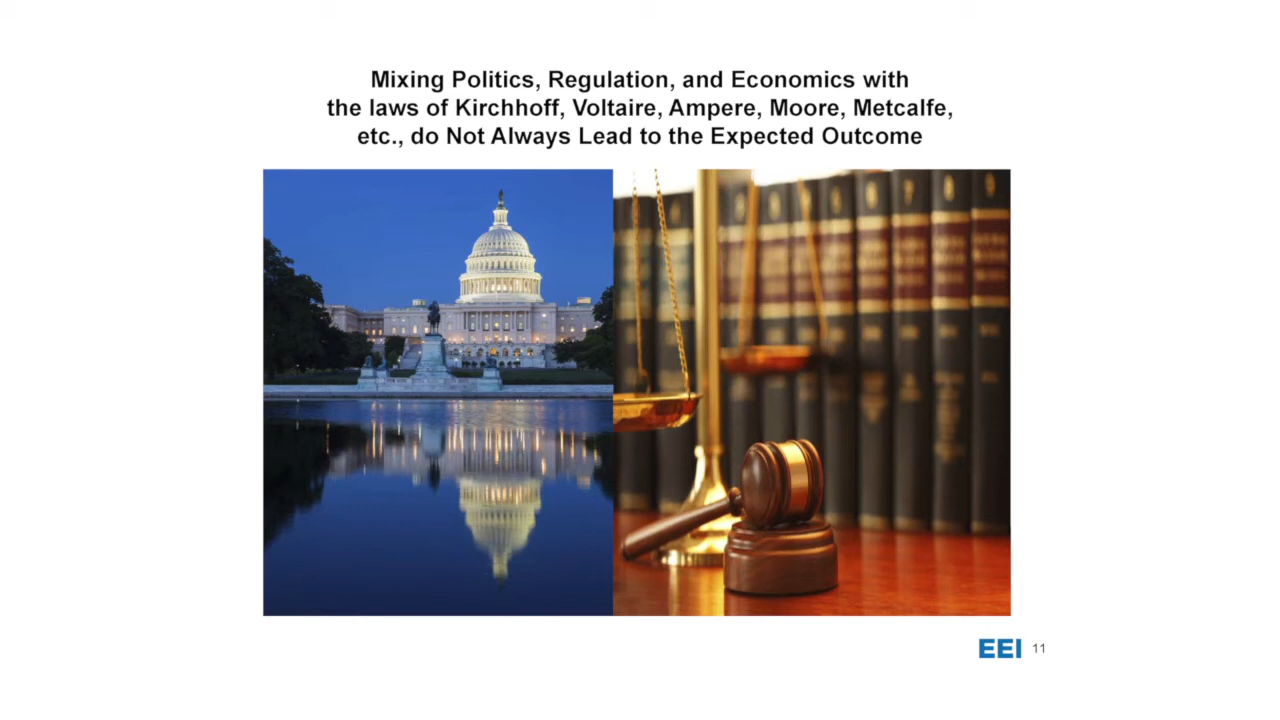 Mixing Politics, Regulation, and Economics with
the laws of Kirchhoff, Voltaire, Ampere, Moore, Metcalfe,
etc., do Not Always Lead to the Expected Outcome
EEI 11